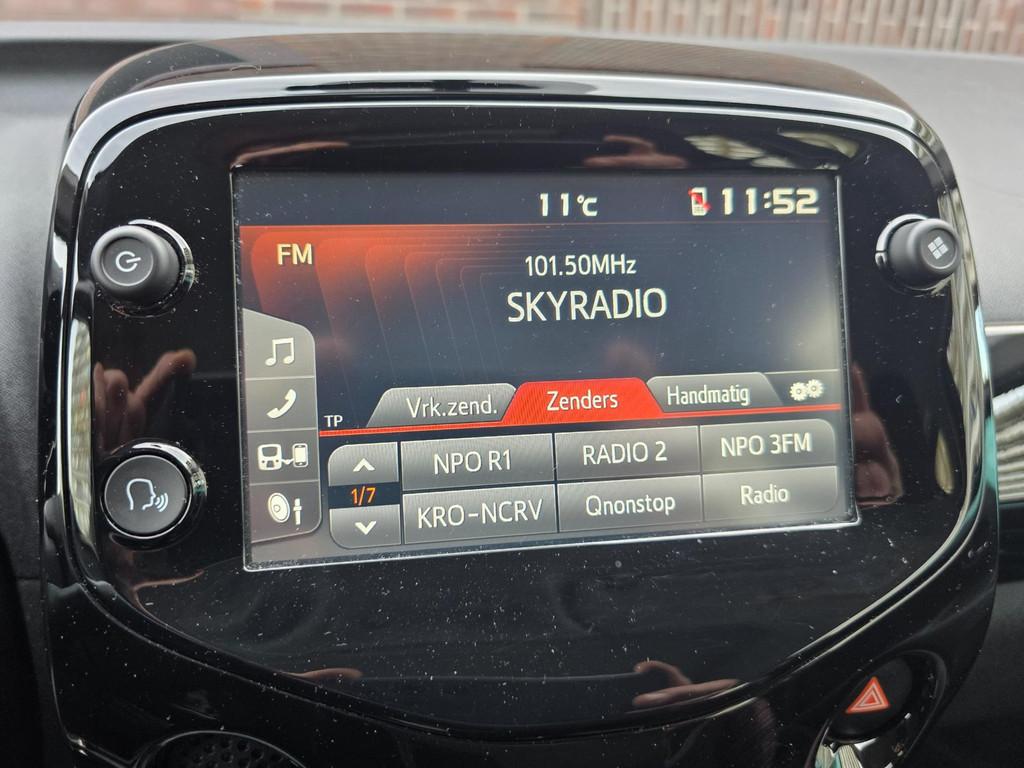 11°C 11:52
FM
101.50MHz
SKYRADIO
TP
Vrk.zend. Zenders Handmatig
1/7
NPO R1 RADIO 2 NPO 3FM
KRO-NCRV Qnonstop Radio